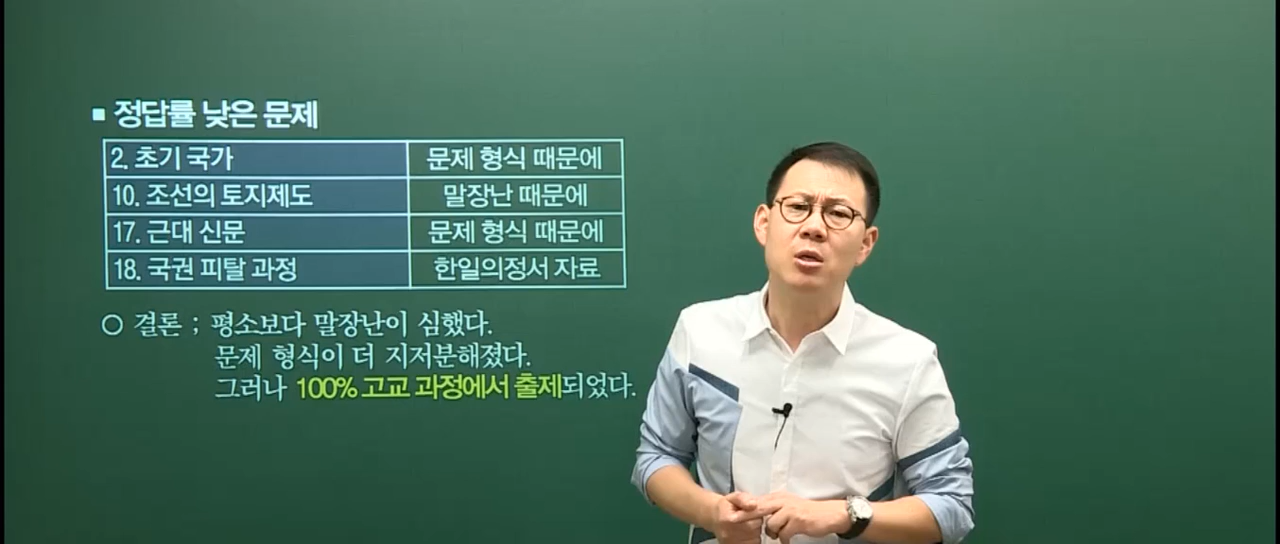 ■ 정답률 낮은 문제
2. 초기 국가 문제 형식 때문에
10. 조선의 토지제도 말장난 때문에
17. 근대 신문 문제 형식 때문에
18. 국권 피탈 과정 한일의정서 자료
○ 결론 ; 평소보다 말장난이 심했다.
문제 형식이 더 지저분해졌다.
그러나 100% 고교 과정에서 출제되었다.